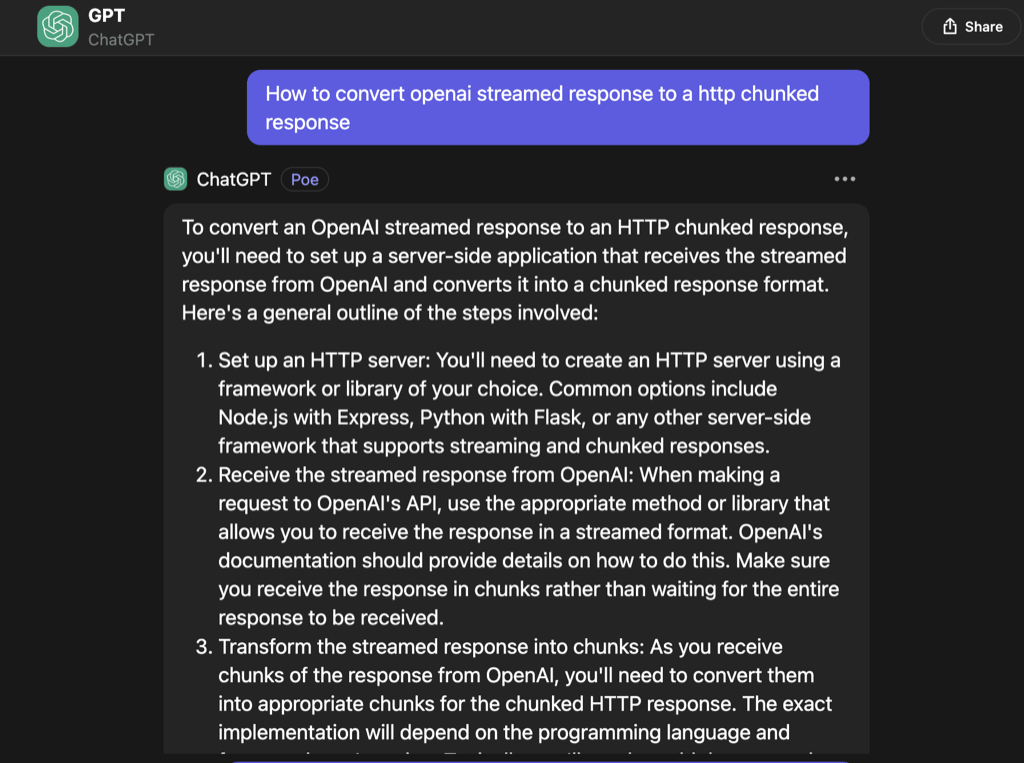 GPT
ChatGPT
Share
How to convert openai streamed response to a http chunked
response
ChatGPT Poe
To convert an OpenAI streamed response to an HTTP chunked response,
you'll need to set up a server-side application that receives the streamed
response from OpenAI and converts it into a chunked response format.
Here's a general outline of the steps involved:
1. Set up an HTTP server: You'll need to create an HTTP server using a
framework or library of your choice. Common options include
Node.js with Express, Python with Flask, or any other server-side
framework that supports streaming and chunked responses.
2. Receive the streamed response from OpenAI: When making a
request to OpenAI's API, use the appropriate method or library that
allows you to receive the response in a streamed format. OpenAI's
documentation should provide details on how to do this. Make sure
you receive the response in chunks rather than waiting for the entire
response to be received.
3. Transform the streamed response into chunks: As you receive
chunks of the response from OpenAI, you'll need to convert them
into appropriate chunks for the chunked HTTP response. The exact
implementation will depend on the programming language and